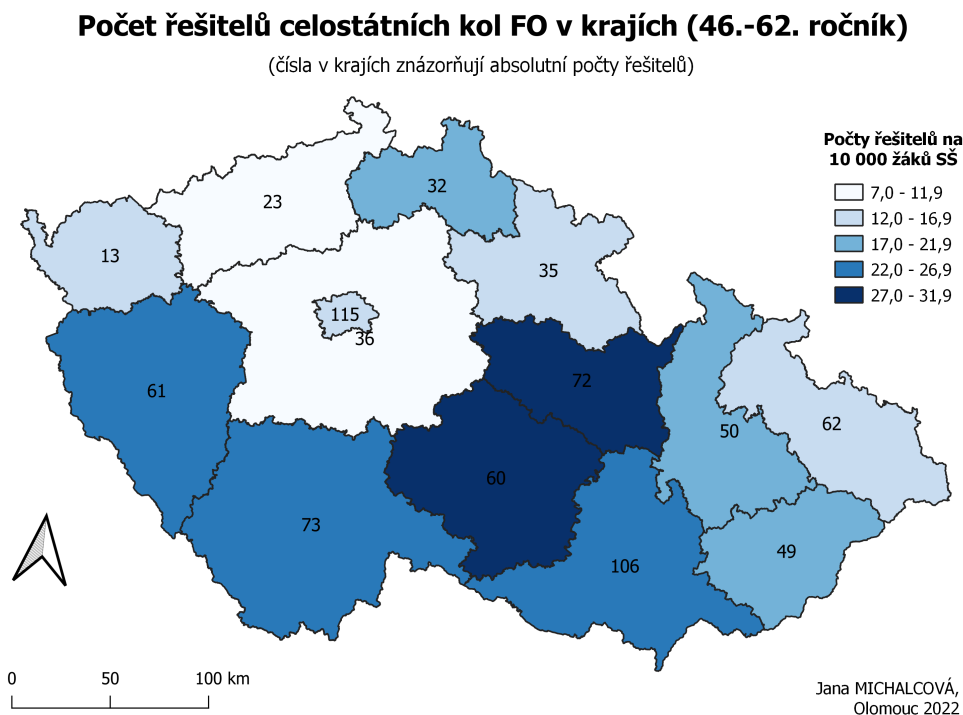 Počet řešitelů celostátních kol FO v krajích (46.-62. ročník)
(čísla v krajích znázorňují absolutní počty řešitelů)
Počty řešitelů na
10 000 žáků SŠ
7,0 - 11,9
12,0 - 16,9
17,0 - 21,9
22,0 - 26,9
27,0 - 31,9
32
23
13
35
115
36
72
61
62
50
60
73
49
106
0 50 100 km
Jana MICHALCOVÁ,
Olomouc 2022